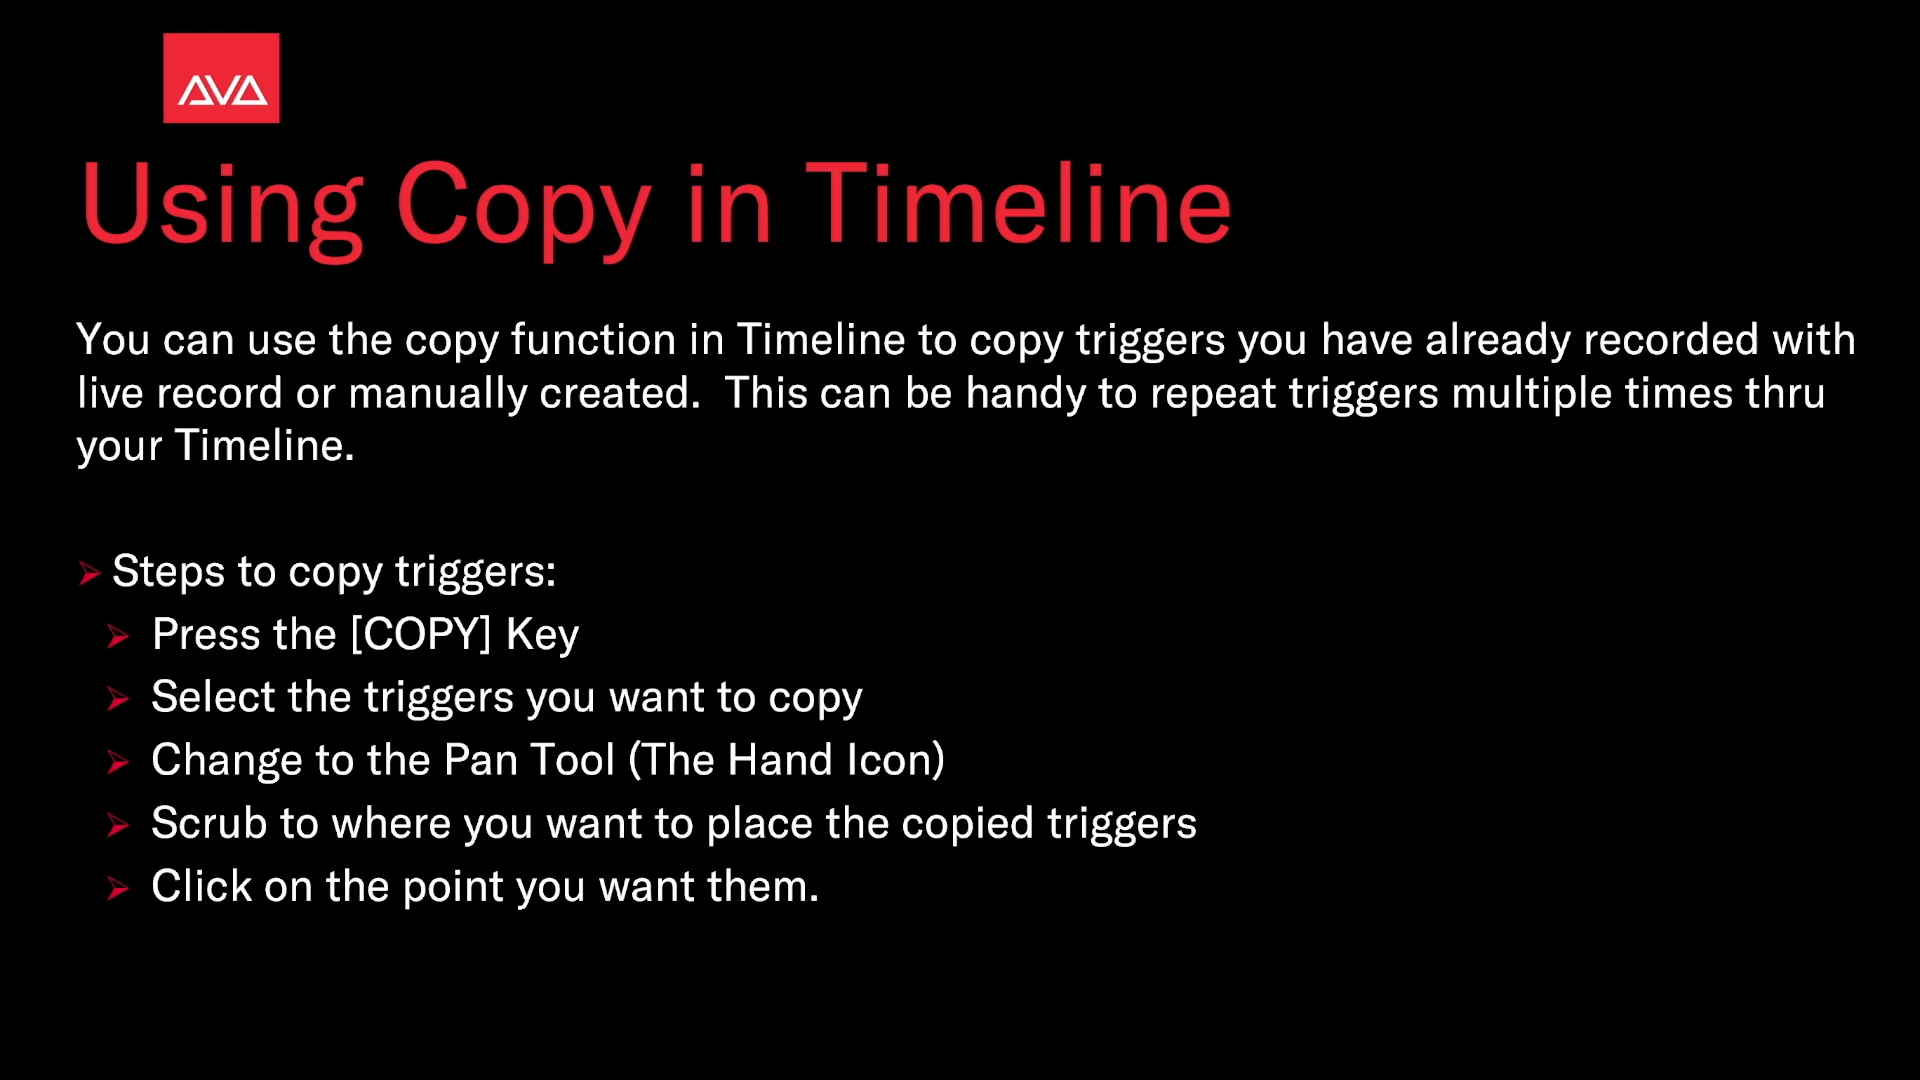 AVA
Using Copy in Timeline
You can use the copy function in Timeline to copy triggers you have already recorded with
live record or manually created.  This can be handy to repeat triggers multiple times thru
your Timeline.
Steps to copy triggers:
Press the [COPY] Key
Select the triggers you want to copy
Change to the Pan Tool (The Hand Icon)
Scrub to where you want to place the copied triggers
Click on the point you want them.